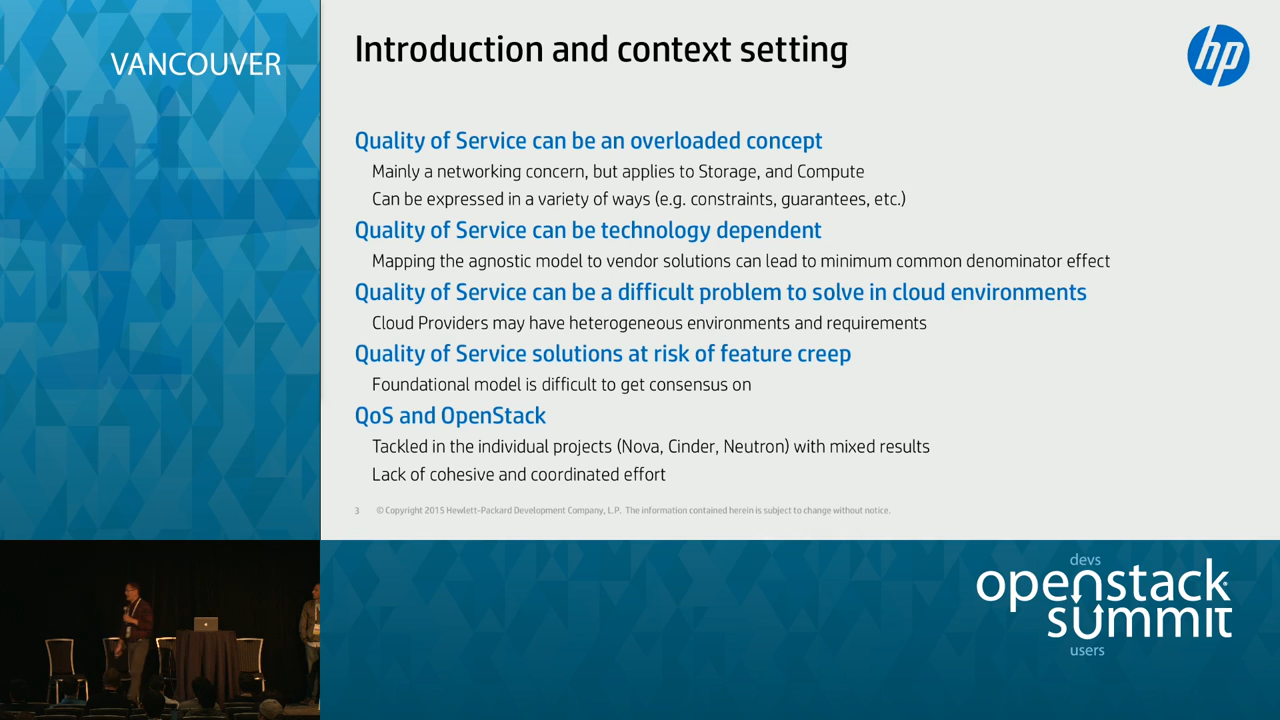 VANCOUVER
Introduction and context setting
hp
Quality of Service can be an overloaded concept
Mainly a networking concern, but applies to Storage, and Compute
Can be expressed in a variety of ways (e.g. constraints, guarantees, etc.)
Quality of Service can be technology dependent
Mapping the agnostic model to vendor solutions can lead to minimum common denominator effect
Quality of Service can be a difficult problem to solve in cloud environments
Cloud Providers may have heterogeneous environments and requirements
Quality of Service solutions at risk of feature creep
Foundational model is difficult to get consensus on
QoS and OpenStack
Tackled in the individual projects (Nova, Cinder, Neutron) with mixed results
Lack of cohesive and coordinated effort
3 © Copyright 2015 Hewlett-Packard Development Company, L.P. The information contained herein is subject to change without notice.
devs
openstack
summit
users